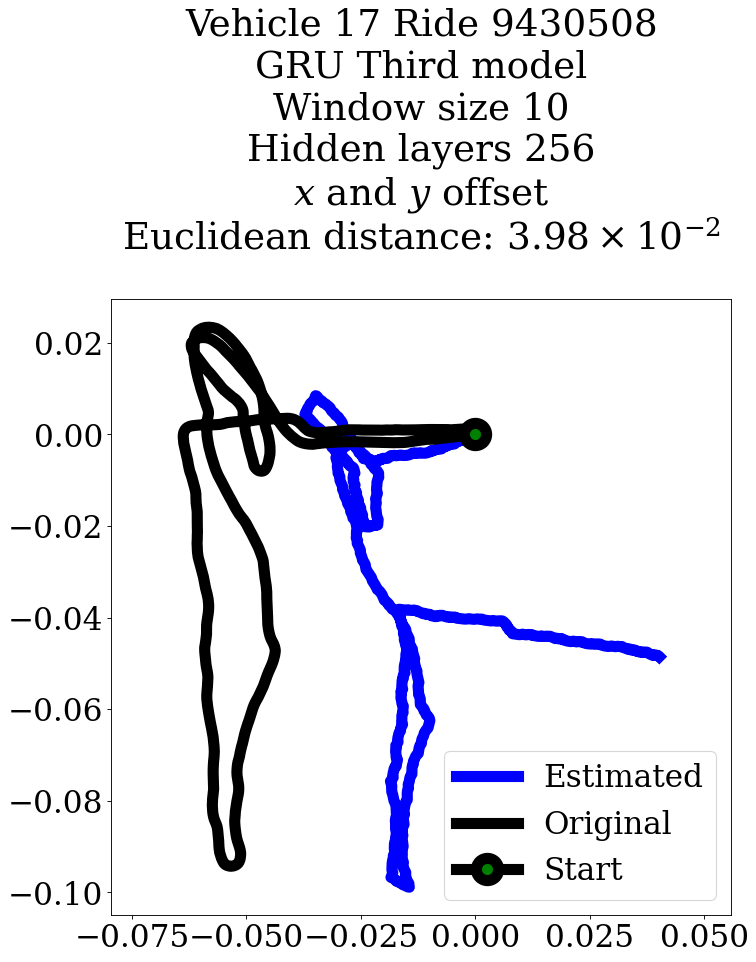 Vehicle 17 Ride 9430508
GRU Third model
Window size 10
Hidden layers 256
x and y offset
Euclidean distance: 3.98 × 10⁻²
0.02
0.00
−0.02
−0.04
−0.06
−0.08
−0.10
Estimated
Original
Start
−0.075 −0.050 −0.025 0.000 0.025 0.050